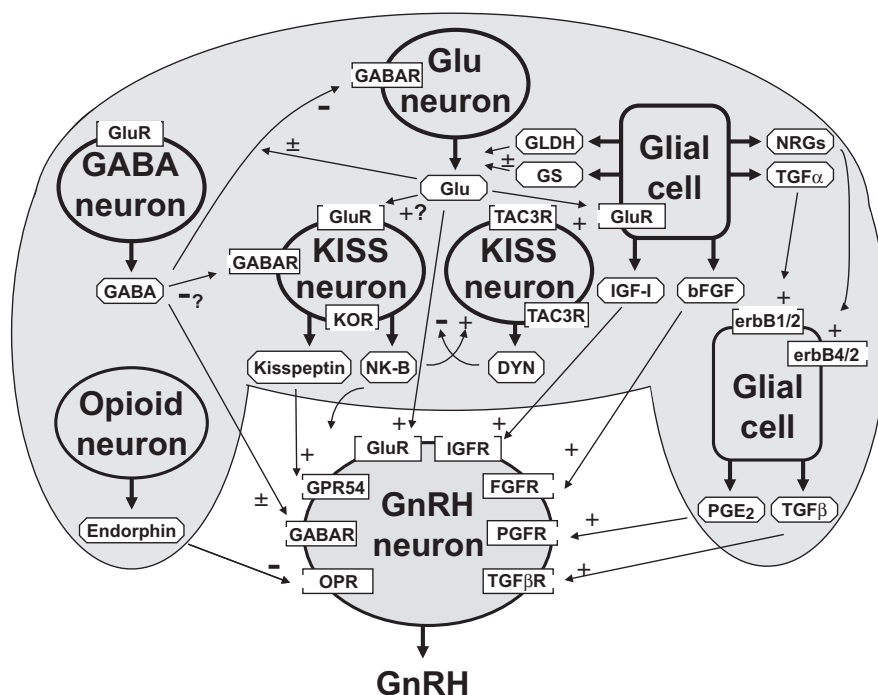 Glu
neuron
GABAR
-
GluR
GABA
neuron
±
GLDH
GS
±
Glial
cell
NRGs
TGFα
Glu
GluR
+?
GluR
TAC3R
+
GABAR
KISS
neuron
KOR
KISS
neuron
TAC3R
GABA
-?
IGF-I
bFGF
+
erbB1/2
+
erbB4/2
Kisspeptin
NK-B
-
+
DYN
Glial
cell
Opioid
neuron
+
GluR
+
IGFR
+
GPR54
+
FGFR
±
GABAR
GnRH
neuron
PGFR
+
PGE2
TGFβ
Endorphin
-
OPR
TGFβR
+
GnRH